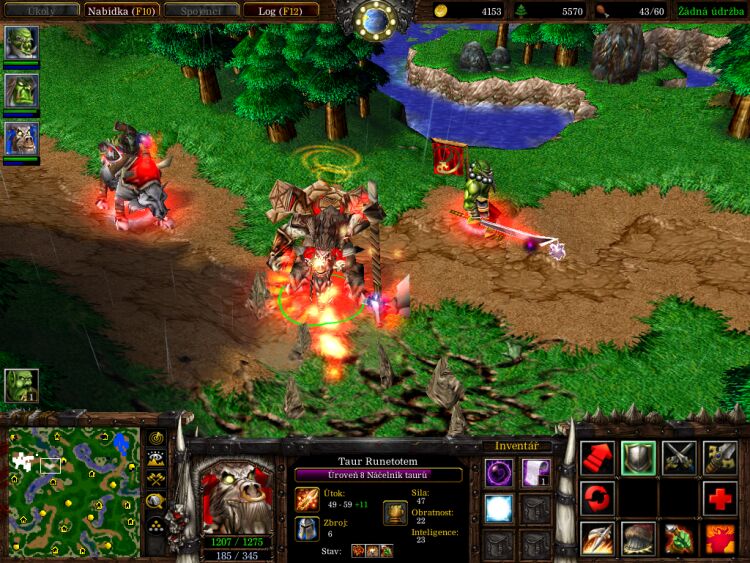 Úkoly
Nabídka (F10)
Spojenci
Log (F12)
4153
5570
43/60
Žádná údržba
1
Taur Runetotem
Úroveň 8 Náčelník taurů
Útok:
49 - 59 +11
Zbroj:
6
Síla:
47
Obratnost:
22
Inteligence:
23
Stav:
1207 / 1275
185 / 345
Inventář
1